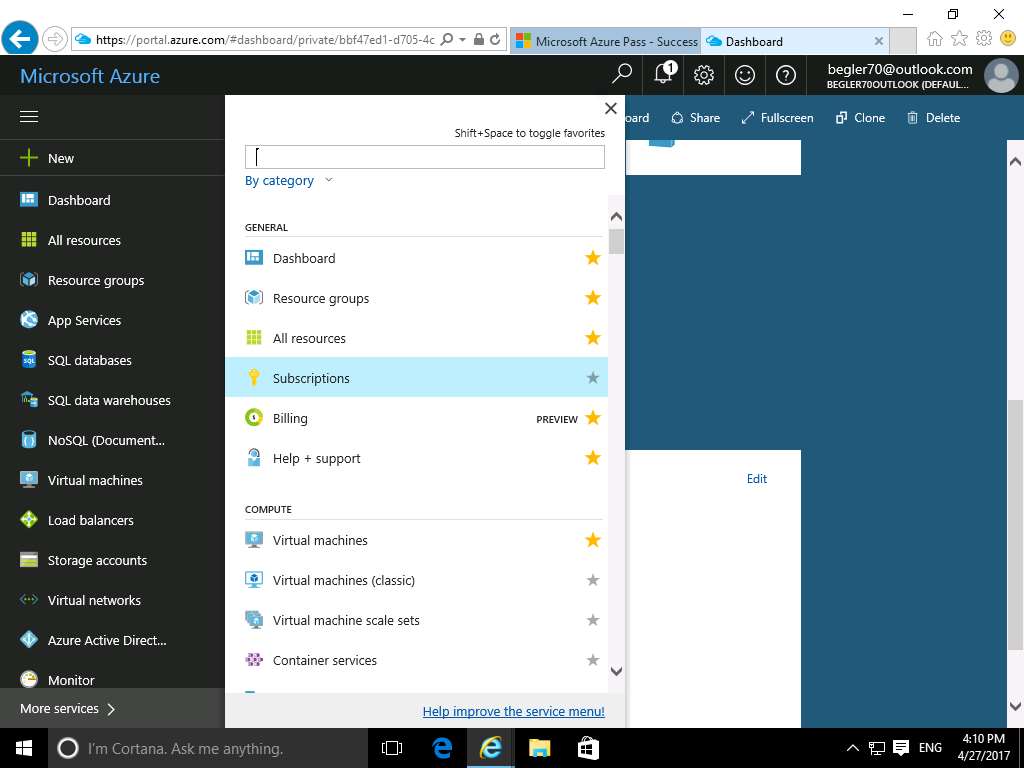 https://portal.azure.com/#dashboard/private/bbf47ed1-d705-4c
Microsoft Azure Pass - Success
Dashboard
Microsoft Azure
1
begler70@outlook.com
BEGLER70OUTLOOK (DEFAUL...
oard
Share
Fullscreen
Clone
Delete
New
Dashboard
All resources
Resource groups
App Services
SQL databases
SQL data warehouses
NoSQL (Document...
Virtual machines
Load balancers
Storage accounts
Virtual networks
Azure Active Direct...
Monitor
More services
Shift+Space to toggle favorites
By category
GENERAL
Dashboard
Resource groups
All resources
Subscriptions
Billing PREVIEW
Help + support
COMPUTE
Virtual machines
Virtual machines (classic)
Virtual machine scale sets
Container services
Help improve the service menu!
Edit
I'm Cortana. Ask me anything.
ENG
4:10 PM
4/27/2017